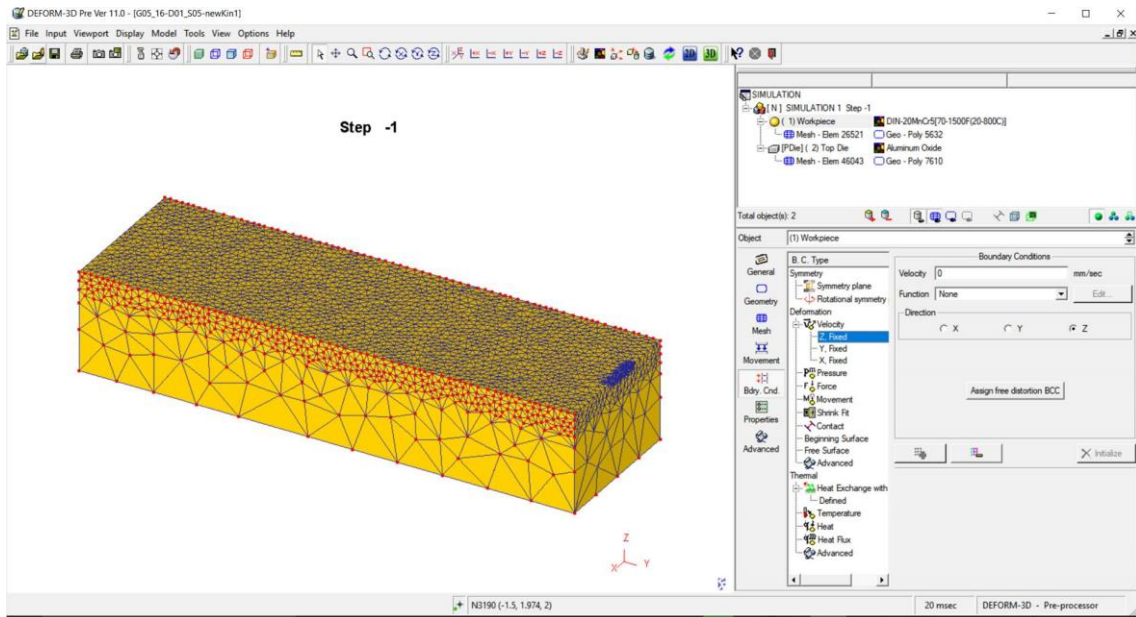 DEFORM-3D Pre Ver 11.0 - [G05_16-D01_S05-newKin1]
File Input Viewport Display Model Tools View Options Help
Step -1
SIMULATION
[N] SIMULATION 1 Step -1
( 1) Workpiece DIN-20MnCr5[70-1500F(20-800C)]
Mesh - Elem 26521 Geo - Poly 5632
[PDie] ( 2) Top Die Aluminum Oxide
Mesh - Elem 46043 Geo - Poly 7610
Total object(s): 2
Object (1) Workpiece
General
Geometry
Mesh
Movement
Bdry. Cnd.
Properties
Advanced
B. C. Type
Symmetry
Symmetry plane
Rotational symmetry
Deformation
Velocity
Z, Fixed
Y, Fixed
X, Fixed
Pressure
Force
Movement
Shrink Fit
Contact
Beginning Surface
Free Surface
Advanced
Thermal
Heat Exchange with
Defined
Temperature
Heat
Heat Flux
Advanced
Boundary Conditions
Velocity 0 mm/sec
Function None Edit...
Direction
X Y Z
Assign free distortion BCC
Initialize
Z
X Y
N3190 (-1.5, 1.974, 2)
20 msec DEFORM-3D - Pre-processor